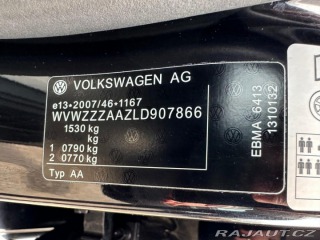 VOLKSWAGEN AG
e13*2007/46*1167
WVWZZZAAZLD907866
1530 kg
kg
1 0790 kg
2 0770 kg
Typ AA
EBMA 6413
1310132
RAJAUT.CZ